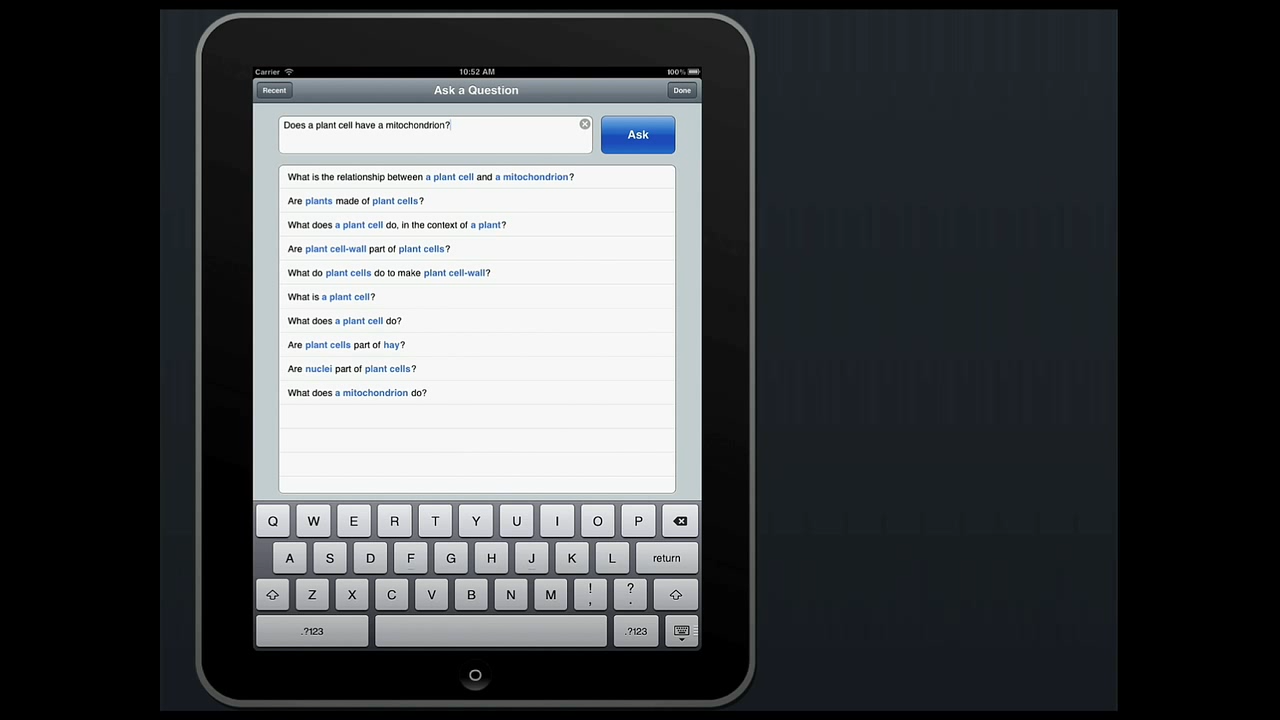 Carrier 10:52 AM 100%
Recent Ask a Question Done
Does a plant cell have a mitochondrion?
Ask
What is the relationship between a plant cell and a mitochondrion?
Are plants made of plant cells?
What does a plant cell do, in the context of a plant?
Are plant cell-wall part of plant cells?
What do plant cells do to make plant cell-wall?
What is a plant cell?
What does a plant cell do?
Are plant cells part of hay?
Are nuclei part of plant cells?
What does a mitochondrion do?
Q W E R T Y U I O P
A S D F G H J K L return
Z X C V B N M ! , ? .
.?123 .?123